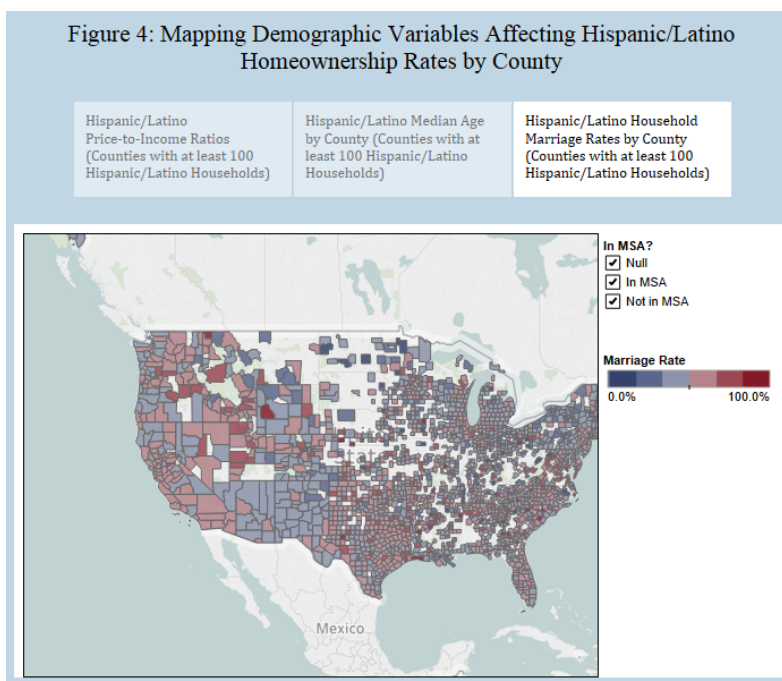 Figure 4: Mapping Demographic Variables Affecting Hispanic/Latino
Homeownership Rates by County
Hispanic/Latino
Price-to-Income Ratios
(Counties with at least 100
Hispanic/Latino Households)
Hispanic/Latino Median Age
by County (Counties with at
least 100 Hispanic/Latino
Households)
Hispanic/Latino Household
Marriage Rates by County
(Counties with at least 100
Hispanic/Latino Households)
In MSA?
Null
In MSA
Not in MSA
Marriage Rate
0.0% 100.0%
Mexico